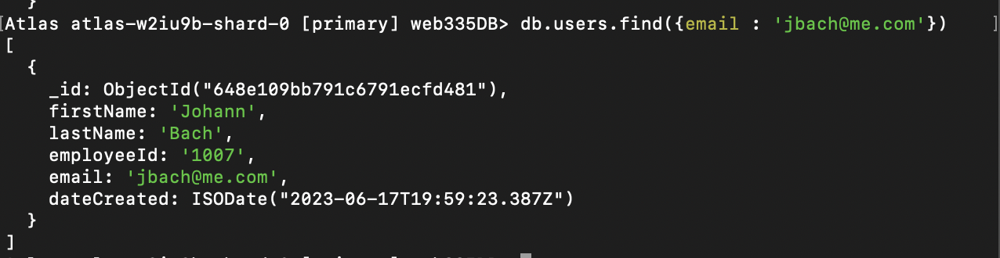 }
[Atlas atlas-w2iu9b-shard-0 [primary] web335DB> db.users.find({email : 'jbach@me.com'}) ]
[
{
_id: ObjectId("648e109bb791c6791ecfd481"),
firstName: 'Johann',
lastName: 'Bach',
employeeId: '1007',
email: 'jbach@me.com',
dateCreated: ISODate("2023-06-17T19:59:23.387Z")
}
]